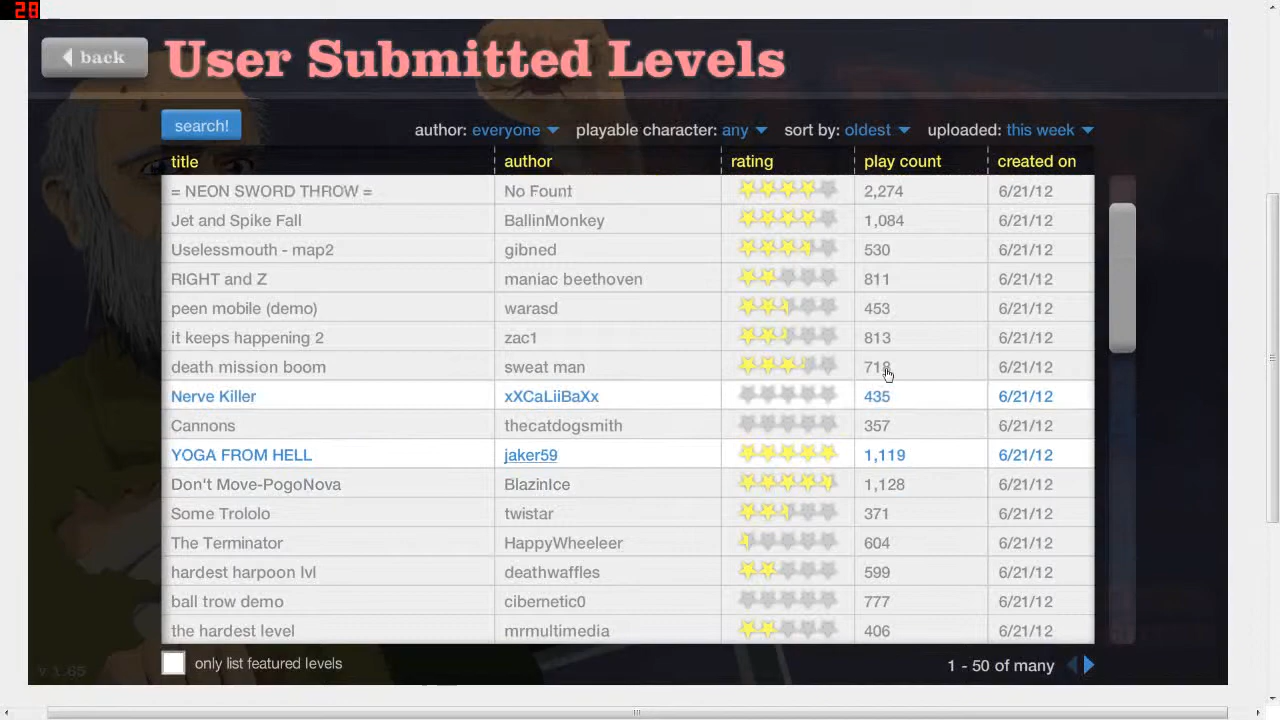 28
back
User Submitted Levels
search!
author: everyone playable character: any sort by: oldest uploaded: this week
title author rating play count created on
= NEON SWORD THROW = No Fount 2,274 6/21/12
Jet and Spike Fall BallinMonkey 1,084 6/21/12
Uselessmouth - map2 gibned 530 6/21/12
RIGHT and Z maniac beethoven 811 6/21/12
peen mobile (demo) warasd 453 6/21/12
it keeps happening 2 zac1 813 6/21/12
death mission boom sweat man 6/21/12
Nerve Killer xXCaLiiBaXx 435 6/21/12
Cannons thecatdogsmith 357 6/21/12
YOGA FROM HELL jaker59 1,119 6/21/12
Don't Move-PogoNova BlazinIce 1,128 6/21/12
Some Trololo twistar 371 6/21/12
The Terminator HappyWheeleer 604 6/21/12
hardest harpoon lvl deathwaffles 599 6/21/12
ball trow demo cibernetic0 777 6/21/12
the hardest level mrmultimedia 406 6/21/12
only list featured levels 1 - 50 of many
v 1.65